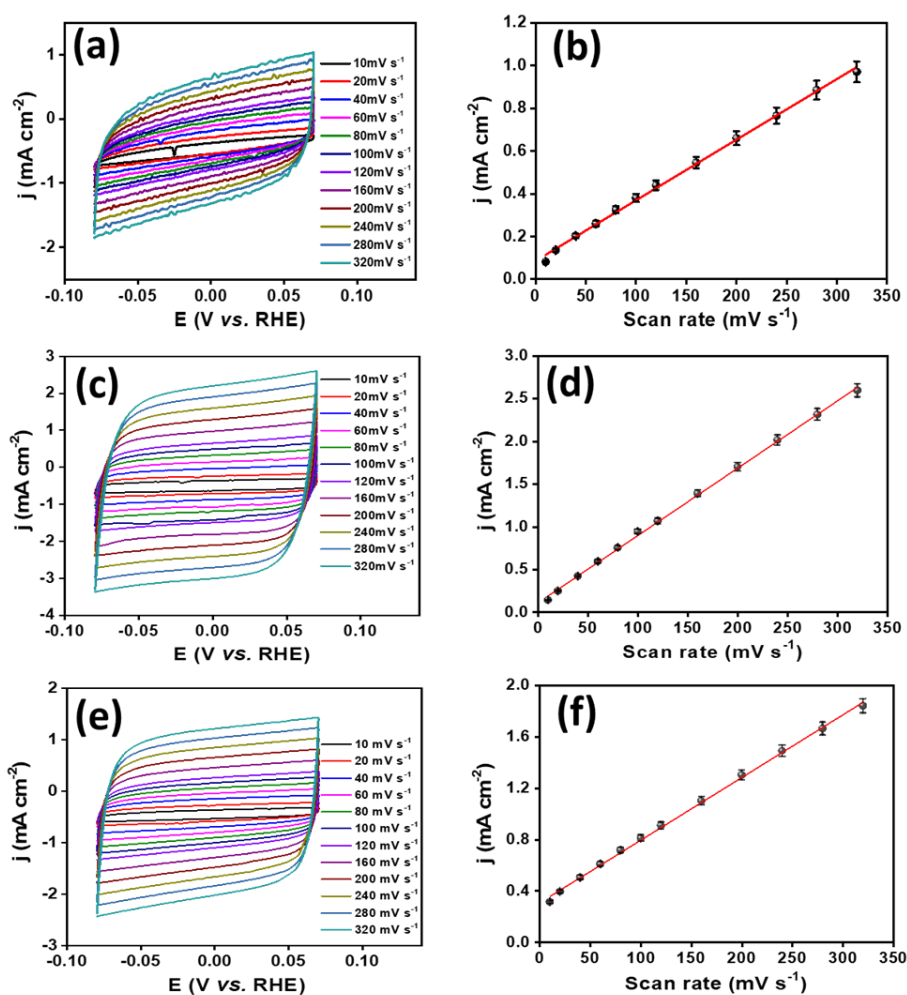 (a)
j (mA cm-2)
1
0
-1
-2
-0.10 -0.05 0.00 0.05 0.10
E (V vs. RHE)
10mV s-1
20mV s-1
40mV s-1
60mV s-1
80mV s-1
100mV s-1
120mV s-1
160mV s-1
200mV s-1
240mV s-1
280mV s-1
320mV s-1
(b)
j (mA cm-2)
1.2
1.0
0.8
0.6
0.4
0.2
0.0
0 50 100 150 200 250 300 350
Scan rate (mV s-1)
(c)
j (mA cm-2)
3
2
1
0
-1
-2
-3
-4
-0.10 -0.05 0.00 0.05 0.10
E (V vs. RHE)
10mV s-1
20mV s-1
40mV s-1
60mV s-1
80mV s-1
100mV s-1
120mV s-1
160mV s-1
200mV s-1
240mV s-1
280mV s-1
320mV s-1
(d)
j (mA cm-2)
3.0
2.5
2.0
1.5
1.0
0.5
0.0
0 50 100 150 200 250 300 350
Scan rate (mV s-1)
(e)
j (mA cm-2)
2
1
0
-1
-2
-3
-0.10 -0.05 0.00 0.05 0.10
E (V vs. RHE)
10 mV s-1
20 mV s-1
40 mV s-1
60 mV s-1
80 mV s-1
100 mV s-1
120 mV s-1
160 mV s-1
200 mV s-1
240 mV s-1
280 mV s-1
320 mV s-1
(f)
j (mA cm-2)
2.0
1.6
1.2
0.8
0.4
0.0
0 50 100 150 200 250 300 350
Scan rate (mV s-1)